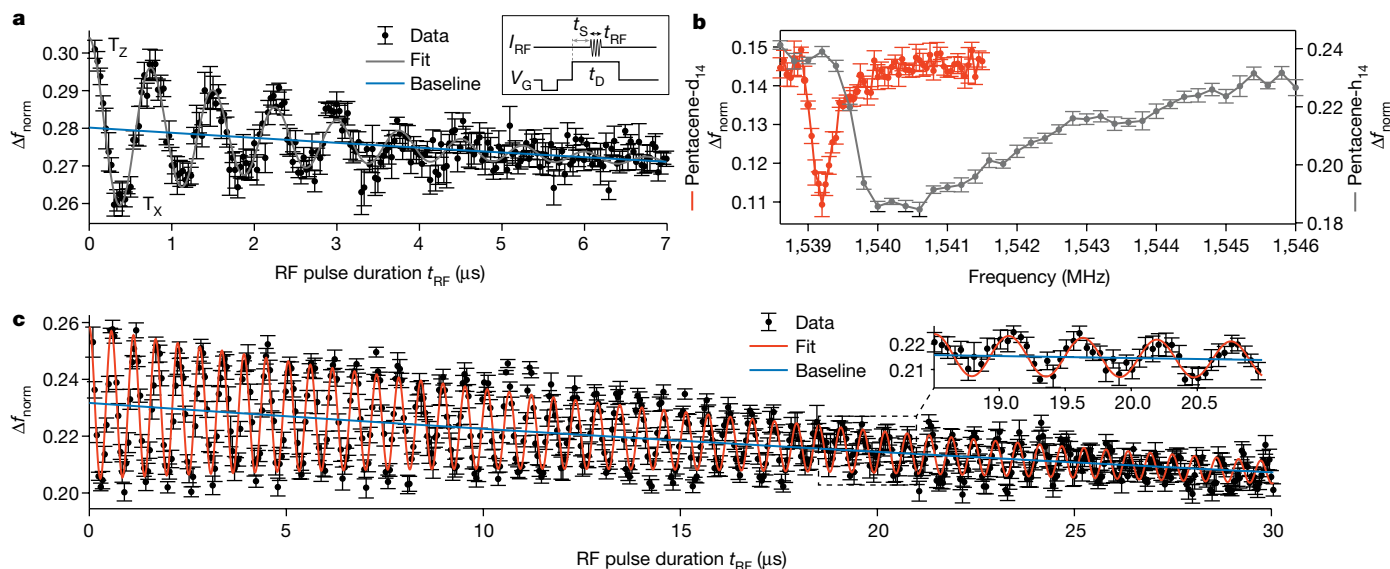 a
Δf_norm
0.30
0.29
0.28
0.27
0.26
T_Z
T_X
Data
Fit
Baseline
I_RF
t_S
t_RF
V_G
t_D
0 1 2 3 4 5 6 7
RF pulse duration t_RF (μs)
b
Pentacene-d_14
Δf_norm
0.15
0.14
0.13
0.12
0.11
0.24
0.22
0.20
0.18
Δf_norm
Pentacene-h_14
1,539 1,540 1,541 1,542 1,543 1,544 1,545 1,546
Frequency (MHz)
c
Δf_norm
0.26
0.24
0.22
0.20
Data
Fit
Baseline
0.22
0.21
19.0 19.5 20.0 20.5
0 5 10 15 20 25 30
RF pulse duration t_RF (μs)